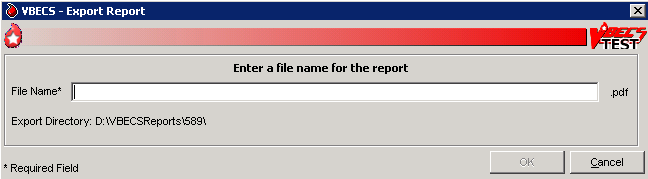 VBECS - Export Report
VBECS
TEST
Enter a file name for the report
File Name* .pdf
Export Directory: D:\VBECSReports\589\
* Required Field
OK Cancel